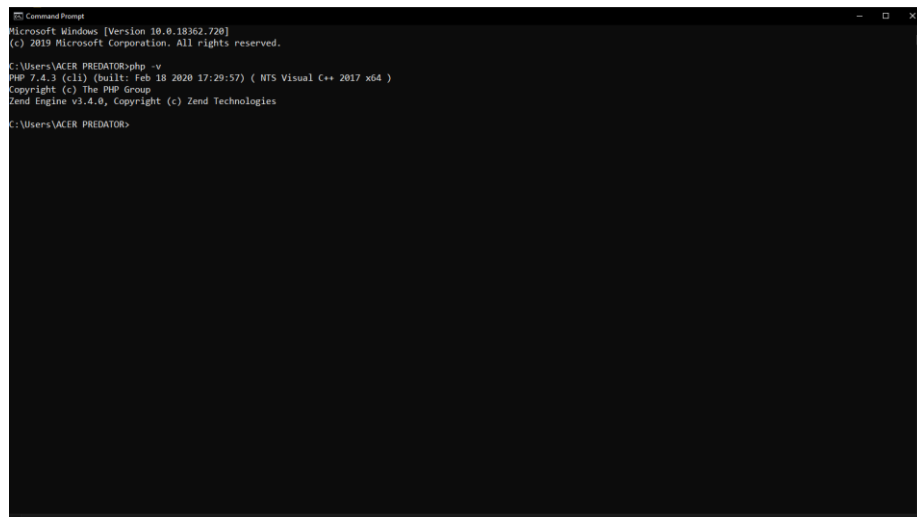 Command Prompt
Microsoft Windows [Version 10.0.18362.720]
(c) 2019 Microsoft Corporation. All rights reserved.
C:\Users\ACER PREDATOR>php -v
PHP 7.4.3 (cli) (built: Feb 18 2020 17:29:57) ( NTS Visual C++ 2017 x64 )
Copyright (c) The PHP Group
Zend Engine v3.4.0, Copyright (c) Zend Technologies
C:\Users\ACER PREDATOR>